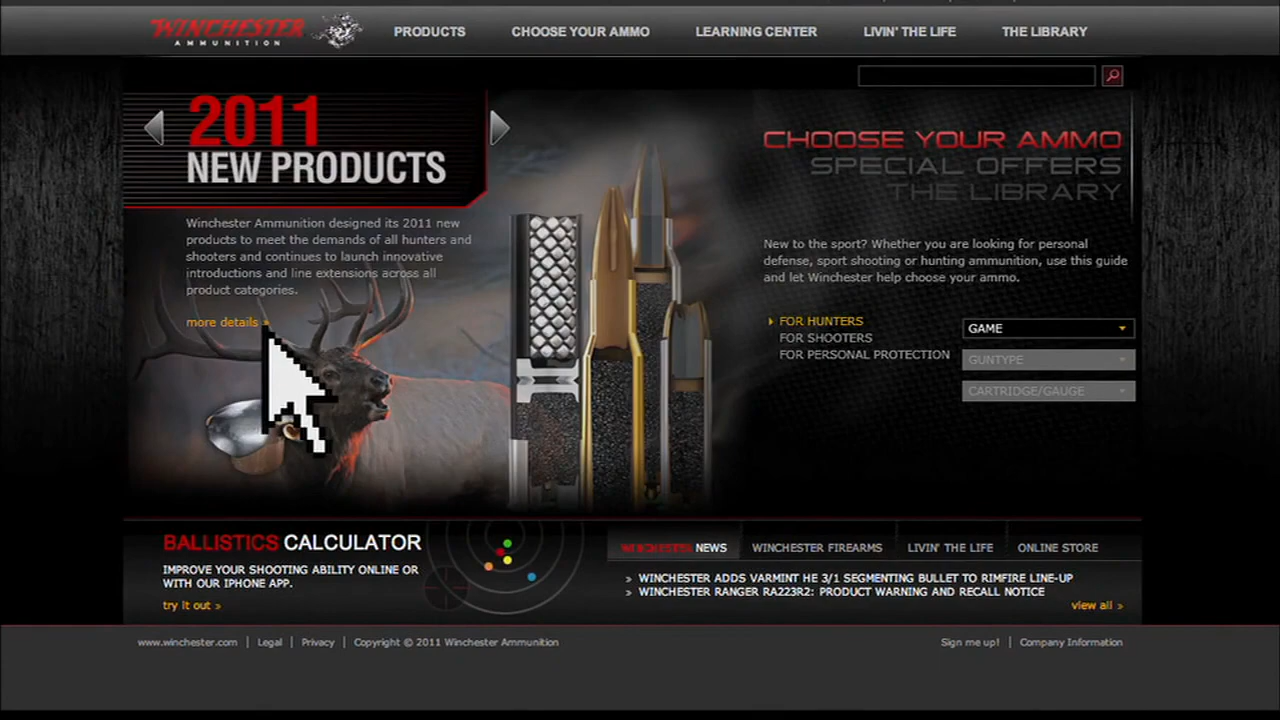 WINCHESTER
AMMUNITION
PRODUCTS
CHOOSE YOUR AMMO
LEARNING CENTER
LIVIN' THE LIFE
THE LIBRARY
2011
NEW PRODUCTS
Winchester Ammunition designed its 2011 new
products to meet the demands of all hunters and
shooters and continues to launch innovative
introductions and line extensions across all
product categories.
more details »
CHOOSE YOUR AMMO
SPECIAL OFFERS
THE LIBRARY
New to the sport? Whether you are looking for personal
defense, sport shooting or hunting ammunition, use this guide
and let Winchester help choose your ammo.
FOR HUNTERS
FOR SHOOTERS
FOR PERSONAL PROTECTION
GAME
GUNTYPE
CARTRIDGE/GAUGE
BALLISTICS CALCULATOR
IMPROVE YOUR SHOOTING ABILITY ONLINE OR
WITH OUR IPHONE APP.
try it out »
WINCHESTER NEWS
WINCHESTER FIREARMS
LIVIN' THE LIFE
ONLINE STORE
» WINCHESTER ADDS VARMINT HE 3/1 SEGMENTING BULLET TO RIMFIRE LINE-UP
» WINCHESTER RANGER RA223R2: PRODUCT WARNING AND RECALL NOTICE
view all »
www.winchester.com | Legal | Privacy | Copyright © 2011 Winchester Ammunition
Sign me up! | Company Information